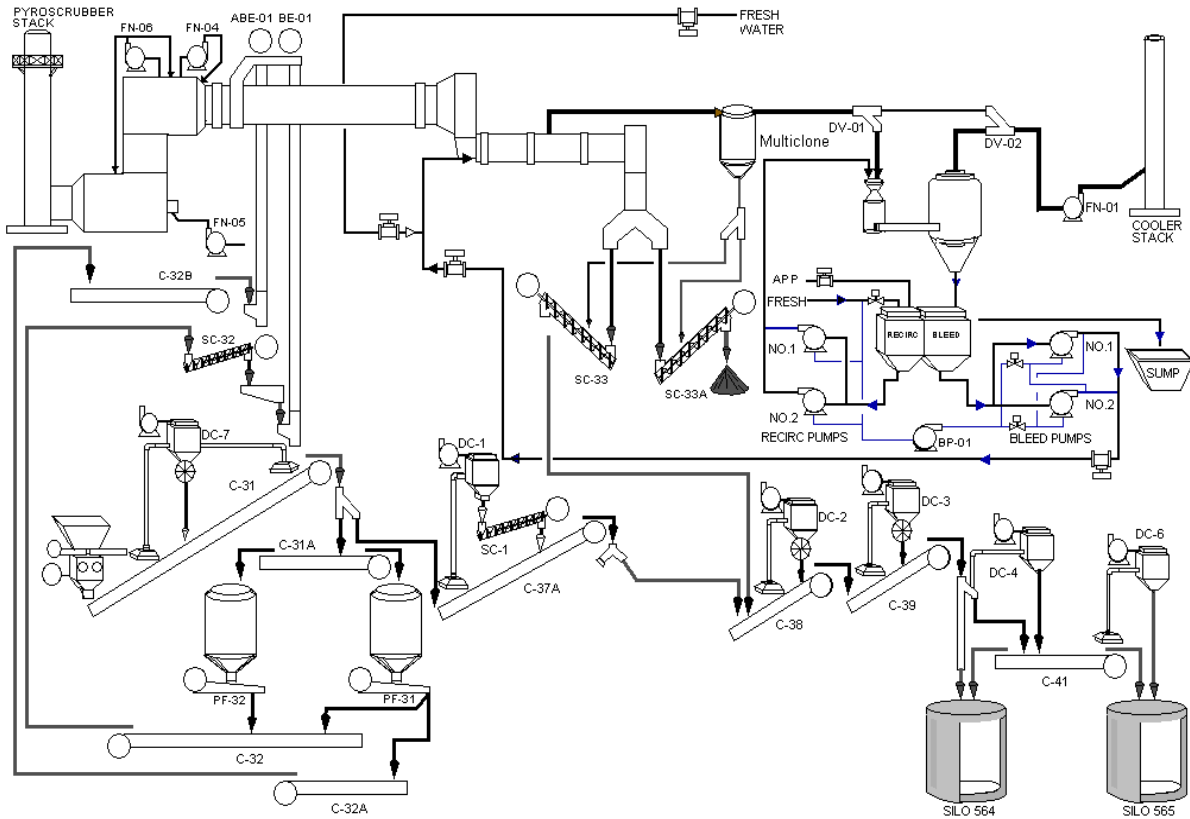 PYROSCRUBBER
STACK
FN-06
FN-04
ABE-01 BE-01
FRESH
WATER
DV-01
DV-02
Multiclone
FN-01
COOLER
STACK
FN-05
C-32B
APP
FRESH
RECIRC
BLEED
NO.1
NO.1
SUMP
SC-32
SC-33
SC-33A
NO.2
NO.2
RECIRC PUMPS
BP-01
BLEED PUMPS
DC-7
DC-1
C-31
DC-2
DC-3
SC-1
DC-6
DC-4
C-31A
C-37A
C-38
C-39
C-41
PF-32
PF-31
C-32
C-32A
SILO 564
SILO 565